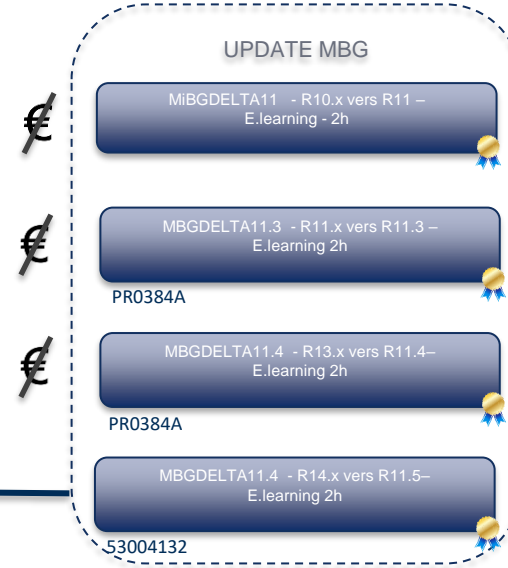 UPDATE MBG
MiBGDELTA11 - R10.x vers R11 –
E.learning - 2h
€
MBGDELTA11.3 - R11.x vers R11.3 –
E.learning 2h
€
PR0384A
MBGDELTA11.4 - R13.x vers R11.4–
E.learning 2h
€
PR0384A
MBGDELTA11.4 - R14.x vers R11.5–
E.learning 2h
53004132